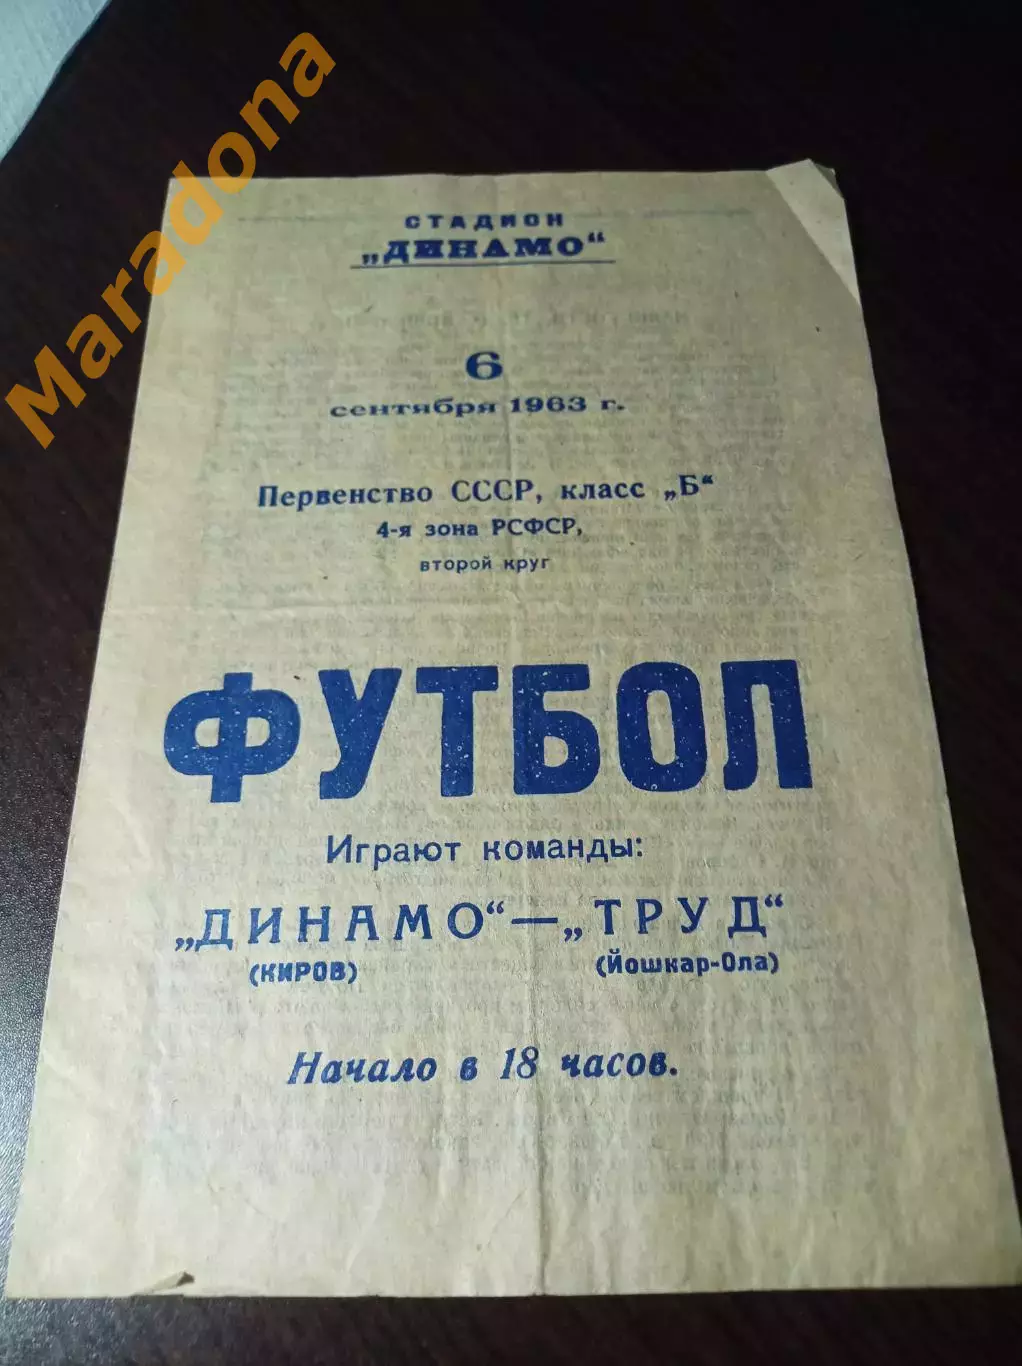 Maradona
СТАДИОН
„ДИНАМО“
6
сентября 1963 г.
Первенство СССР, класс „Б“
4-я зона РСФСР,
второй круг
ФУТБОЛ
Играют команды:
„ДИНАМО“ — „ТРУД“
(КИРОВ) (Йошкар-Ола)
Начало в 18 часов.